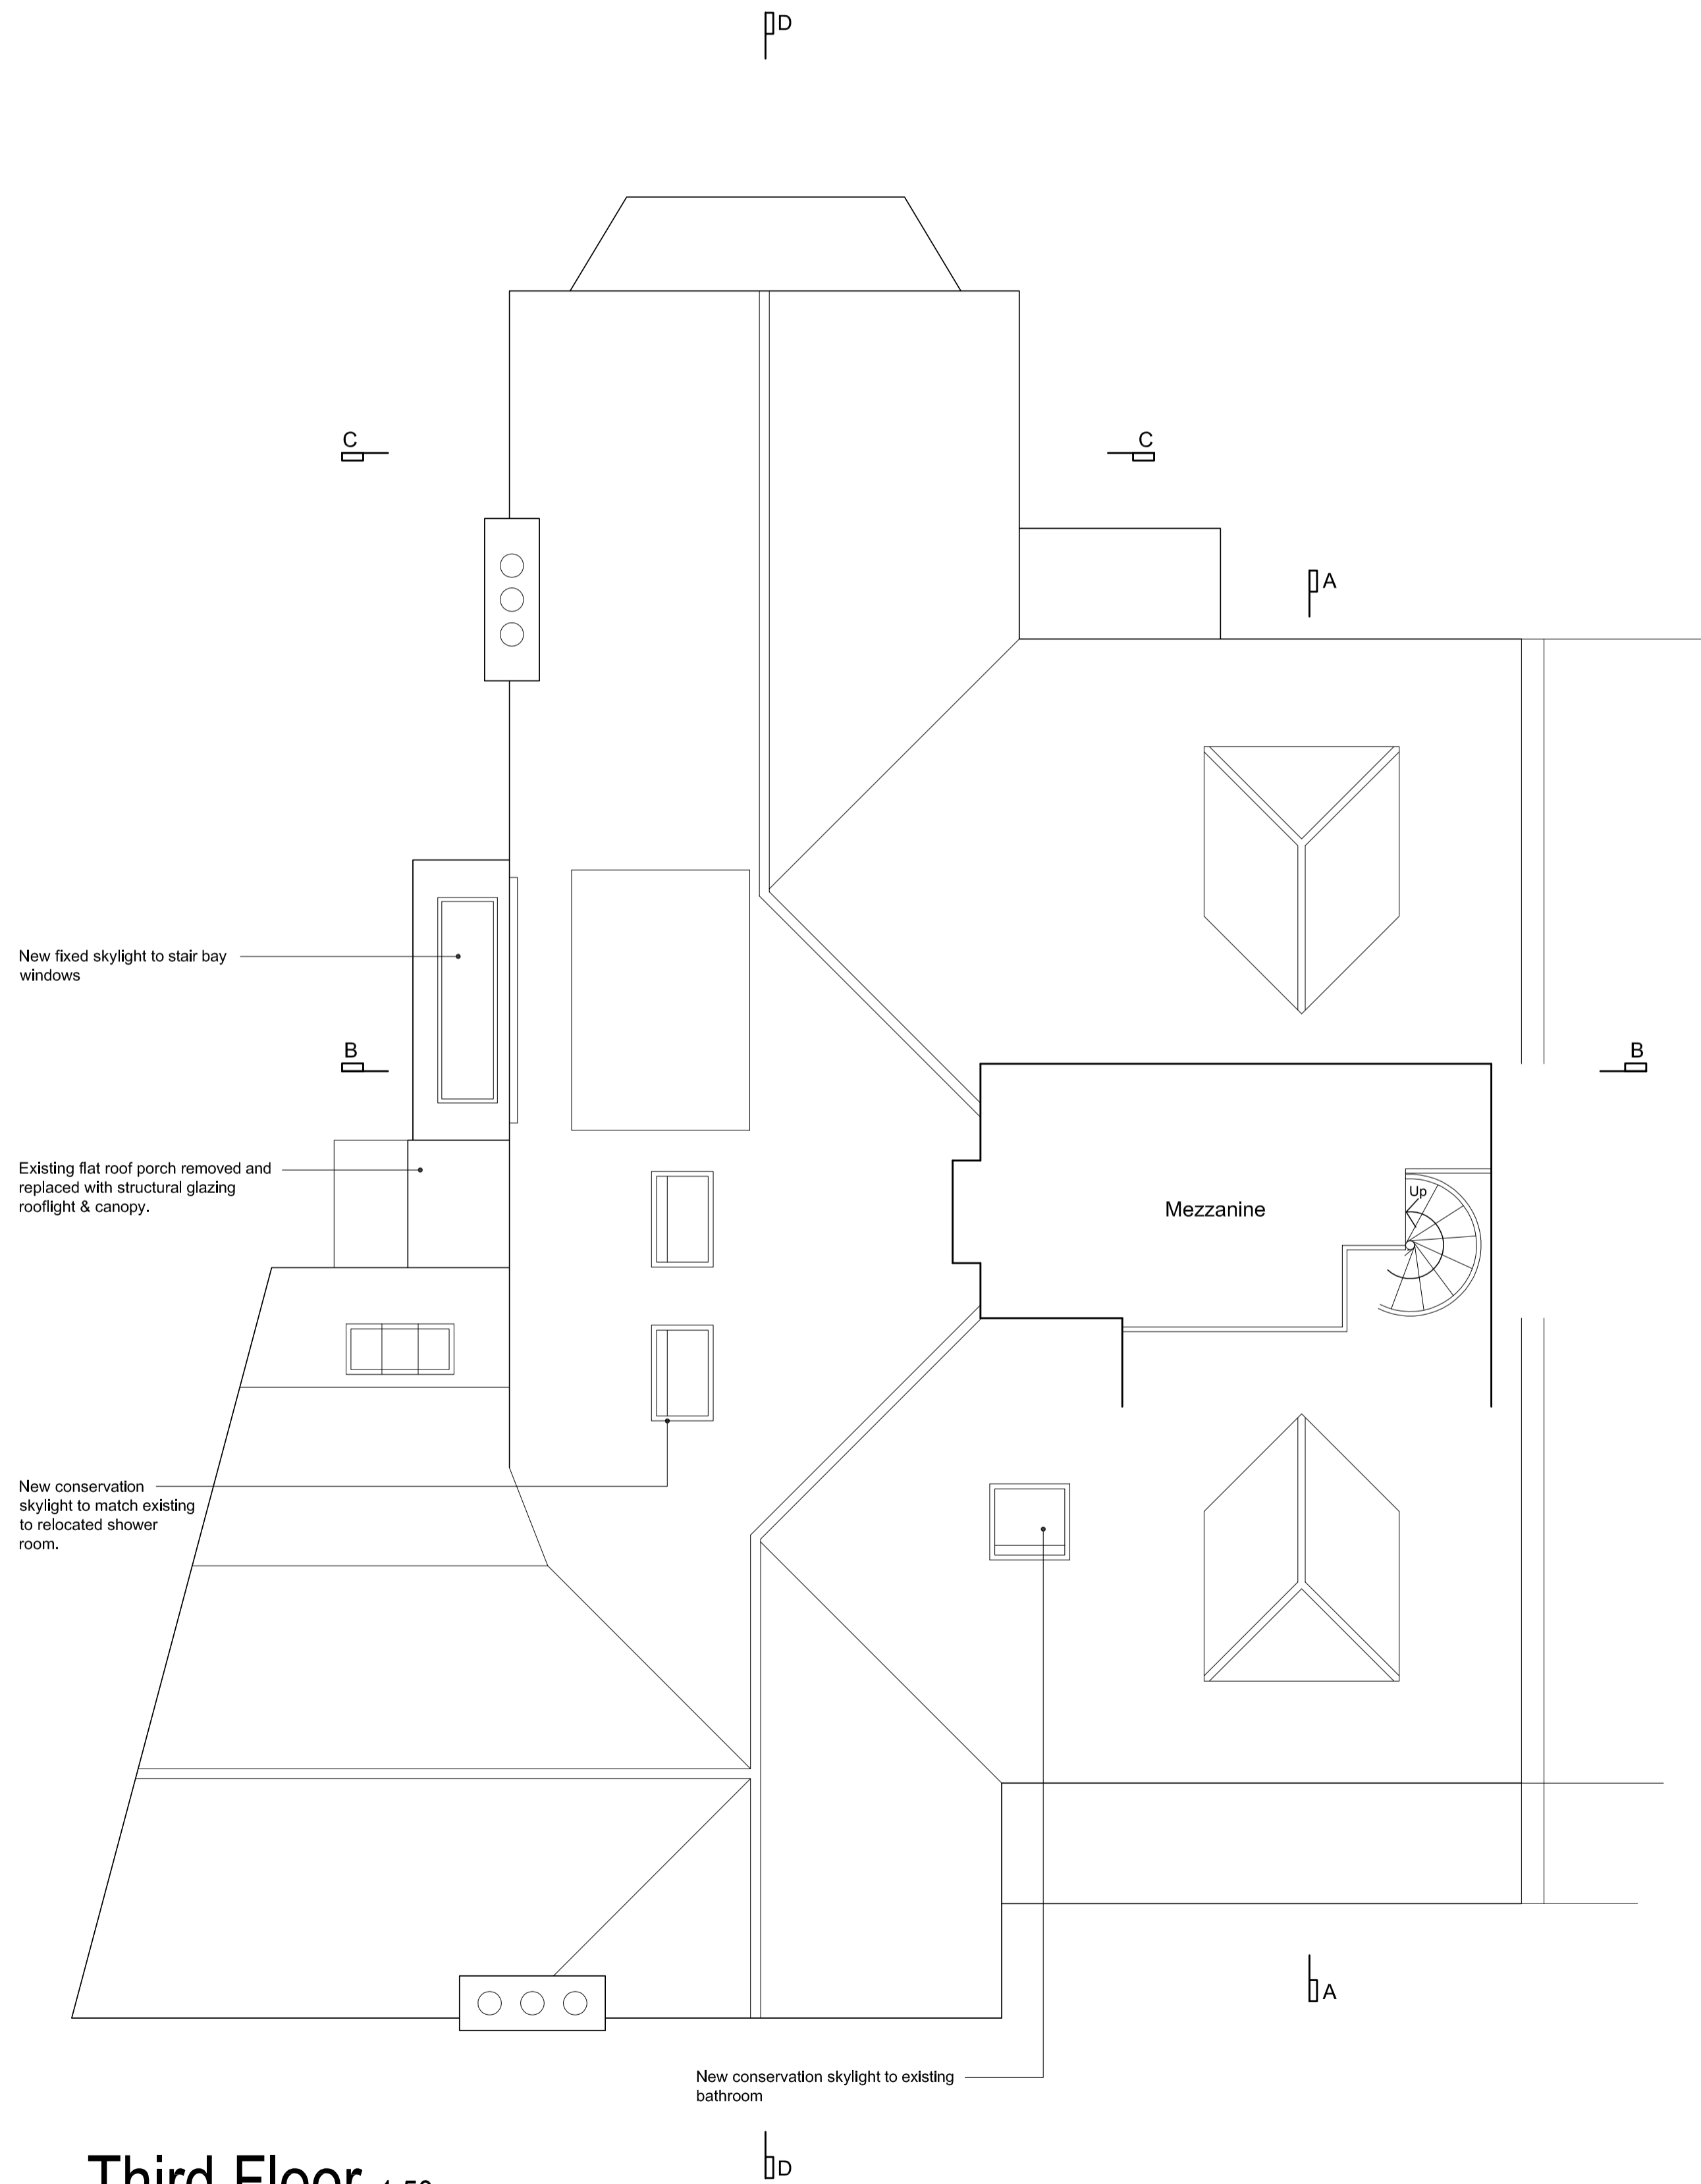 D
C
C
A
New fixed skylight to stair bay
windows
B
B
Existing flat roof porch removed and
replaced with structural glazing
rooflight & canopy.
Up
Mezzanine
New conservation
skylight to match existing
to relocated shower
room.
A
New conservation skylight to existing
bathroom
Third Floor 1:50
D